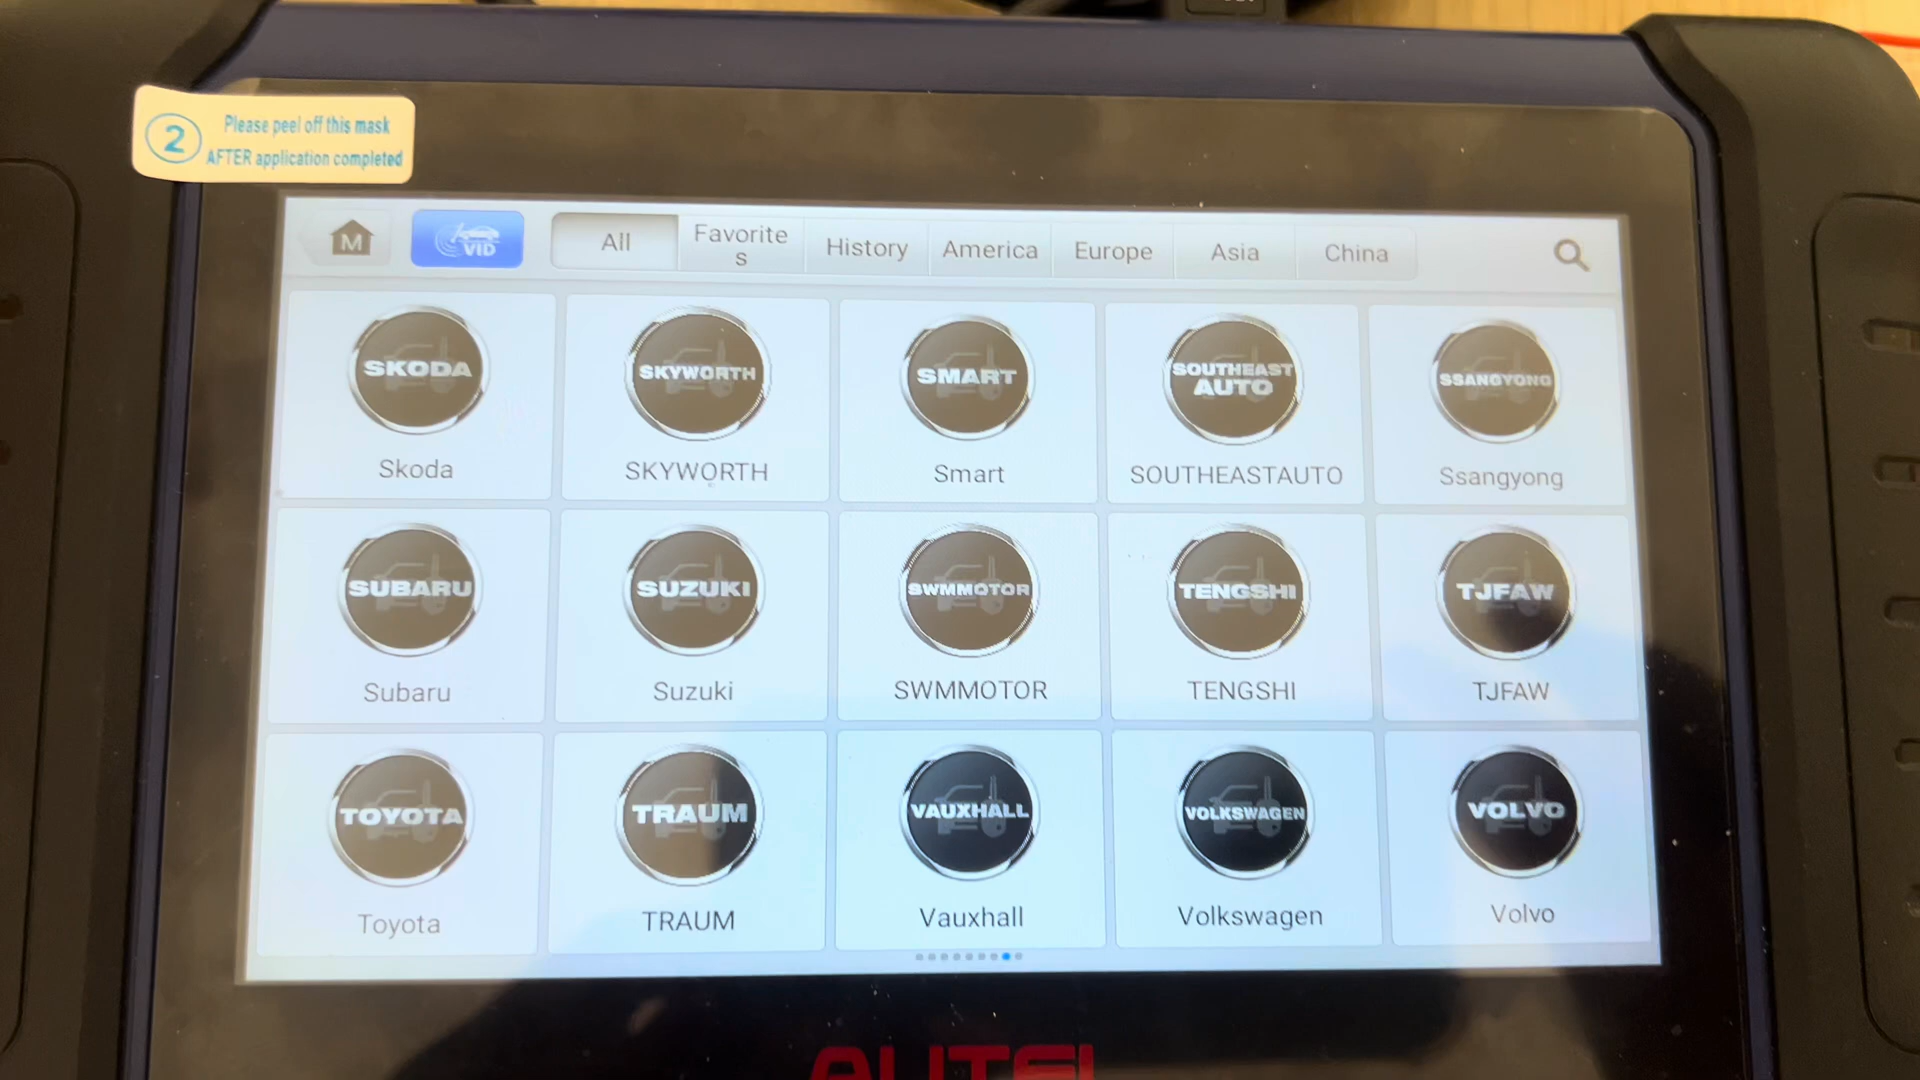 2 Please peel off this mask
AFTER application completed
M
VID
All
Favorite
s
History
America
Europe
Asia
China
SKODA
SKYWORTH
SMART
SOUTHEAST
AUTO
SSANGYONG
Skoda
SKYWORTH
Smart
SOUTHEASTAUTO
Ssangyong
SUBARU
SUZUKI
SWMMOTOR
TENGSHI
TJFAW
Subaru
Suzuki
SWMMOTOR
TENGSHI
TJFAW
TOYOTA
TRAUM
VAUXHALL
VOLKSWAGEN
VOLVO
Toyota
TRAUM
Vauxhall
Volkswagen
Volvo
AUTEL